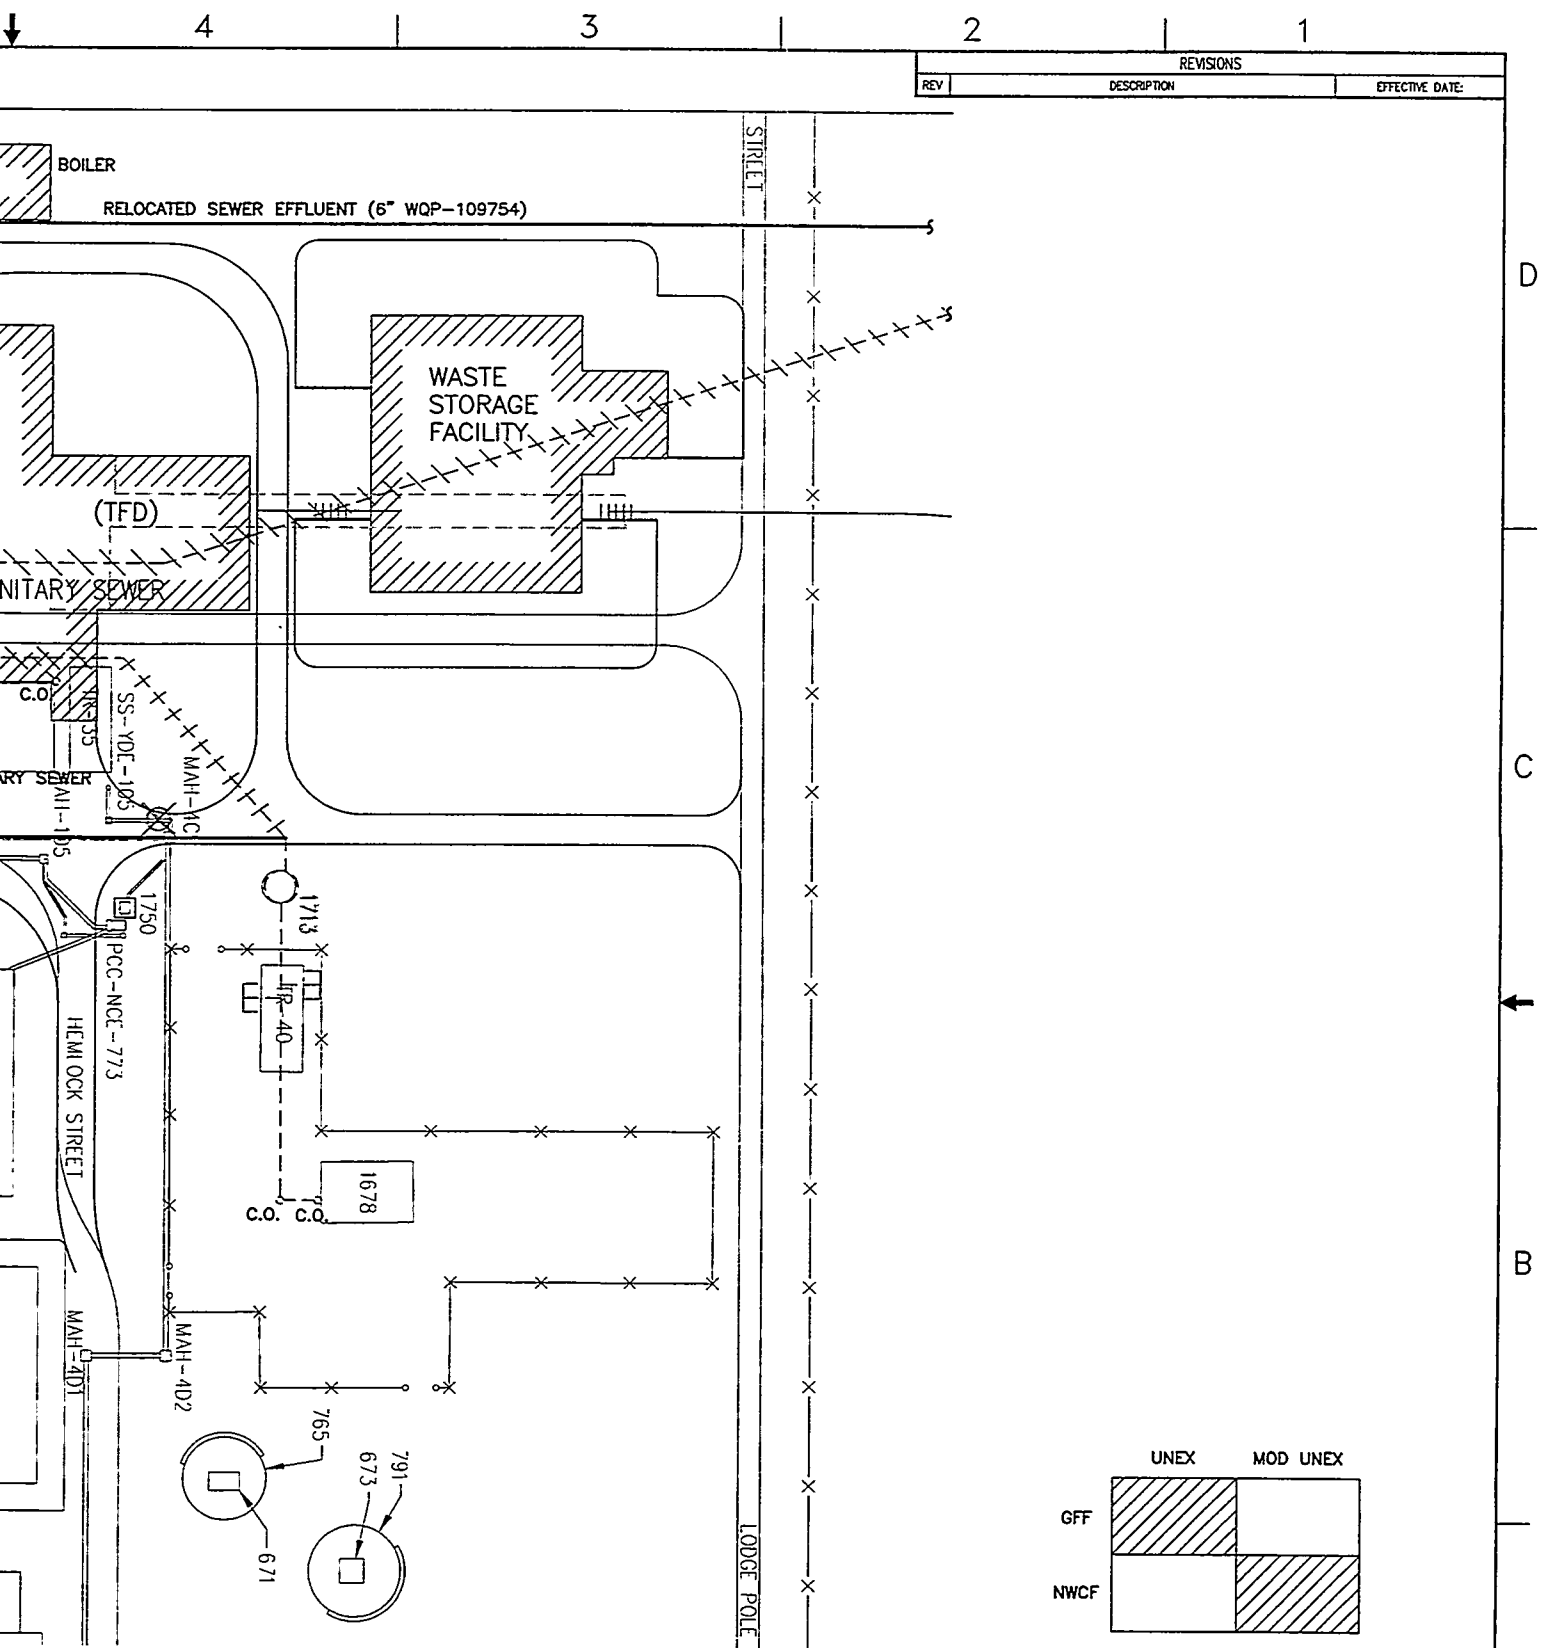 4 3 2 1
REVISIONS
REV DESCRIPTION EFFECTIVE DATE:
BOILER
STREET
RELOCATED SEWER EFFLUENT (6" WQP-109754)
D
WASTE
STORAGE
FACILITY
(TFD)
NITARY SEWER
C.O.
SS-YDE-105
MAH-4C
C
ARY SEWER
1713
1750
PCC-NCE-773
TR-40
HEMLOCK STREET
1678
C.O. C.O.
B
MAH-4D1
MAH-4D2
765
791
673
671
LODGE POLE
UNEX MOD UNEX
GFF
NWCF